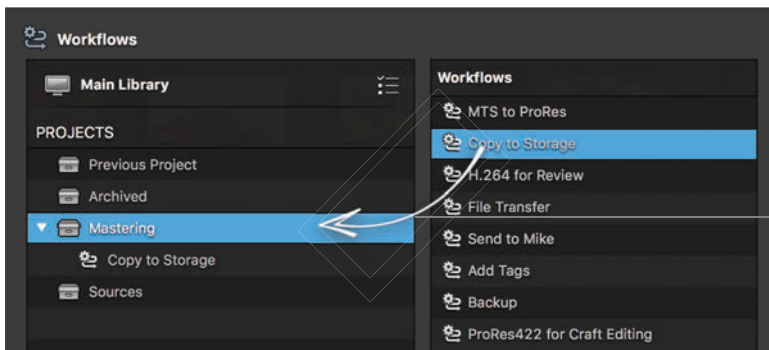 Workflows
Main Library
PROJECTS
Previous Project
Archived
Mastering
Copy to Storage
Sources
Workflows
MTS to ProRes
Copy to Storage
H.264 for Review
File Transfer
Send to Mike
Add Tags
Backup
ProRes422 for Craft Editing